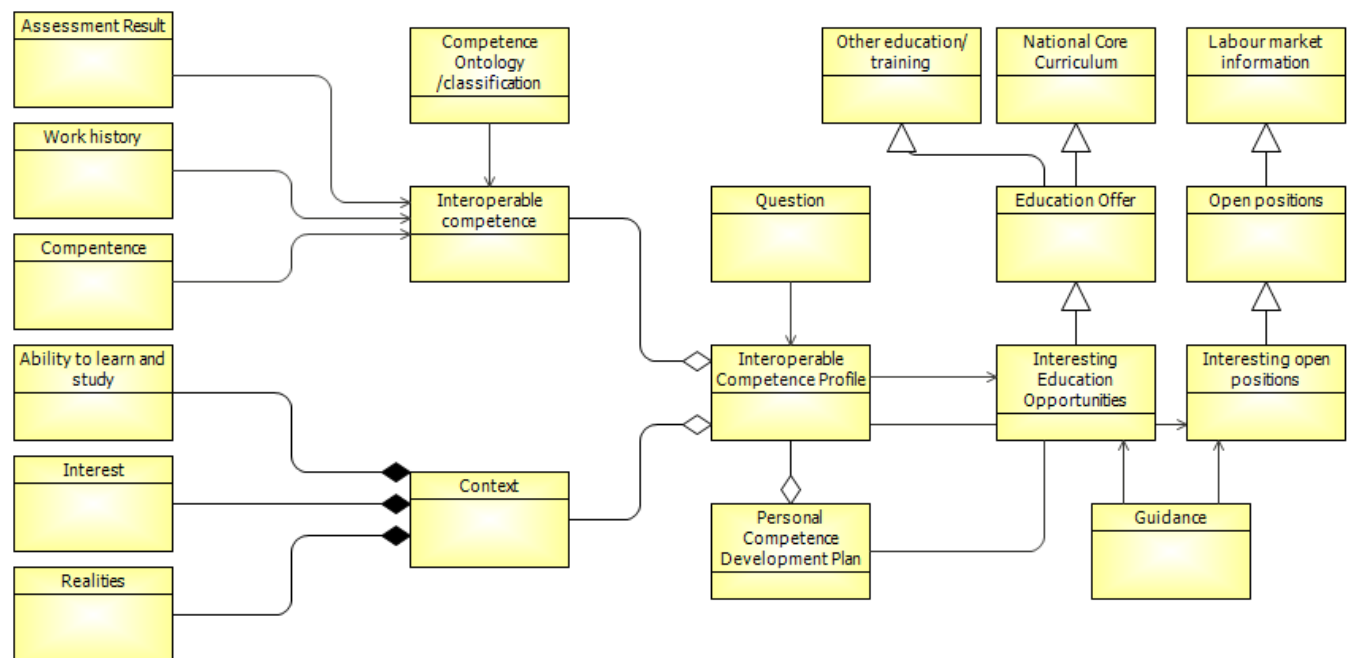 Assessment Result
Competence
Ontology
/classification
Other education/
training
National Core
Curriculum
Labour market
information
Work history
Interoperable
competence
Question
Education Offer
Open positions
Compentence
Ability to learn and
study
Interoperable
Competence Profile
Interesting
Education
Opportunities
Interesting open
positions
Interest
Context
Personal
Competence
Development Plan
Guidance
Realities